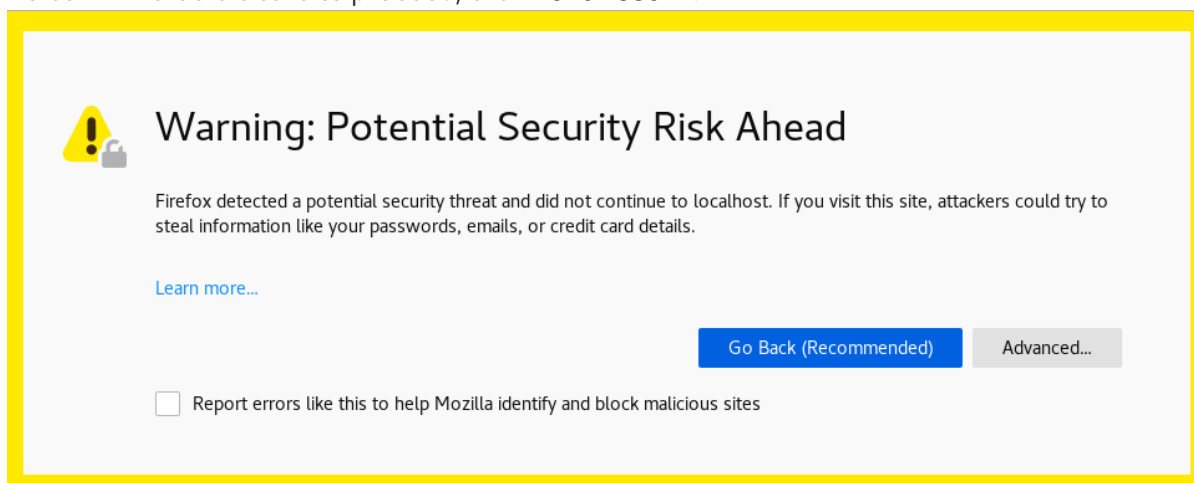 Warning: Potential Security Risk Ahead
Firefox detected a potential security threat and did not continue to localhost. If you visit this site, attackers could try to
steal information like your passwords, emails, or credit card details.
Learn more...
Go Back (Recommended)
Advanced...
Report errors like this to help Mozilla identify and block malicious sites